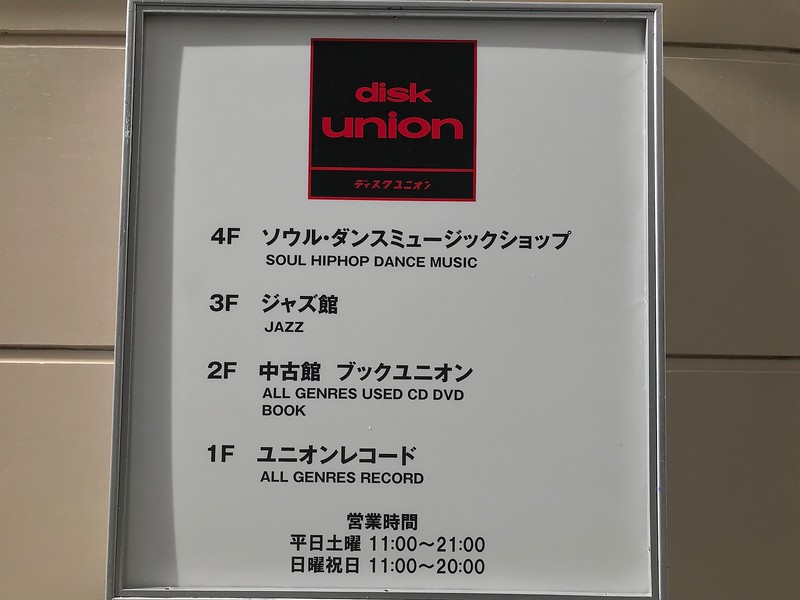 disk
union
ディスクユニオン
4F ソウル・ダンスミュージックショップ
SOUL HIPHOP DANCE MUSIC
3F ジャズ館
JAZZ
2F 中古館 ブックユニオン
ALL GENRES USED CD DVD
BOOK
1F ユニオンレコード
ALL GENRES RECORD
営業時間
平日土曜 11:00～21:00
日曜祝日 11:00～20:00